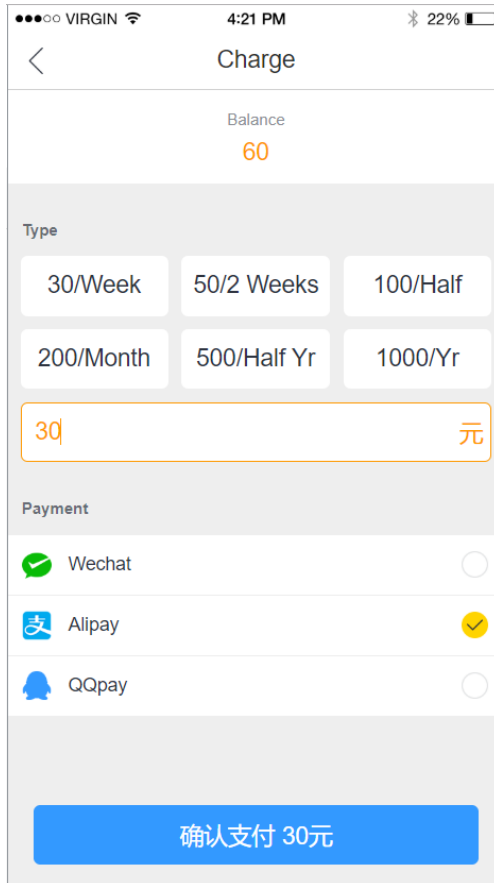 VIRGIN 4:21 PM 22%
Charge
Balance
60
Type
30/Week 50/2 Weeks 100/Half
200/Month 500/Half Yr 1000/Yr
30 元
Payment
Wechat
支 Alipay
QQpay
确认支付 30元